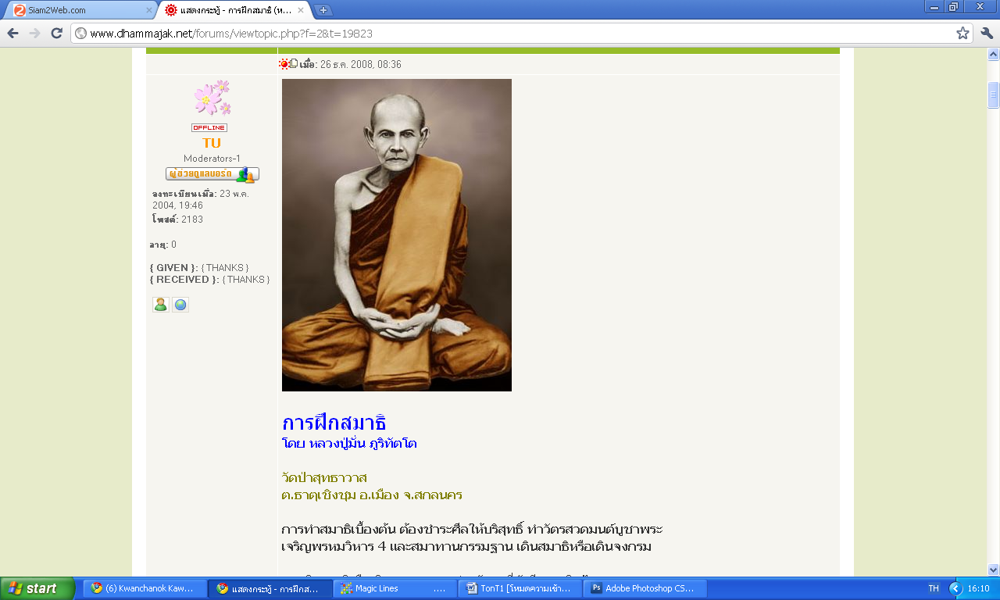 Siam2Web.com
แสดงกระทู้ - การฝึกสมาธิ (ห...
www.dhammajak.net/forums/viewtopic.php?f=2&t=19823
เมื่อ: 26 ธ.ค. 2008, 08:36
OFFLINE
TU
Moderators-1
ผู้ช่วยดูแลบอร์ด
ลงทะเบียนเมื่อ: 23 พ.ค.
2004, 19:46
โพสต์: 2183
อายุ: 0
{ GIVEN }: { THANKS }
{ RECEIVED }: { THANKS }
การฝึกสมาธิ
โดย หลวงปู่มั่น ภูริทัตโต
วัดป่าสุทธาวาส
ต.ธาตุเชิงชุม อ.เมือง จ.สกลนคร
การทำสมาธิเบื้องต้น ต้องชำระศีลให้บริสุทธิ์ ทำวัตรสวดมนต์บูชาพระ
เจริญพรหมวิหาร 4 และสมาทานกรรมฐาน เดินสมาธิหรือเดินจงกรม
start
(6) Kwanchanok Kaw...
แสดงกระทู้ - การฝึกส...
Magic Lines ....
TonT1 [โหมดความเข้า...
Adobe Photoshop CS...
TH
16:10